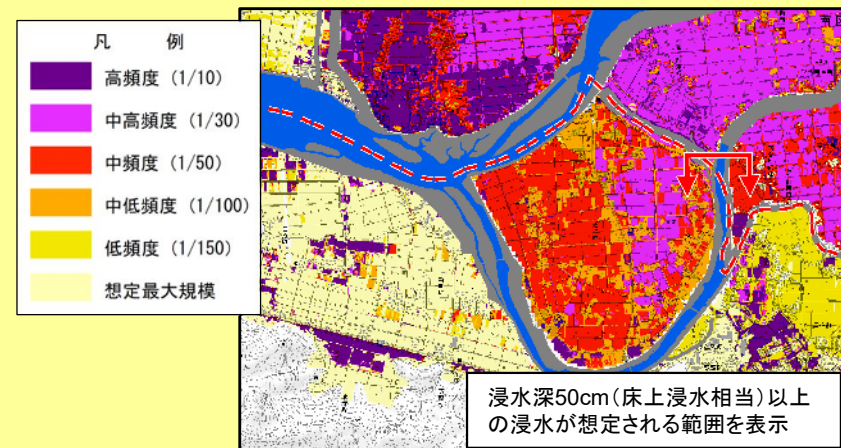 凡 例
高頻度 (1/10)
中高頻度 (1/30)
中頻度 (1/50)
中低頻度 (1/100)
低頻度 (1/150)
想定最大規模
浸水深50cm(床上浸水相当)以上
の浸水が想定される範囲を表示